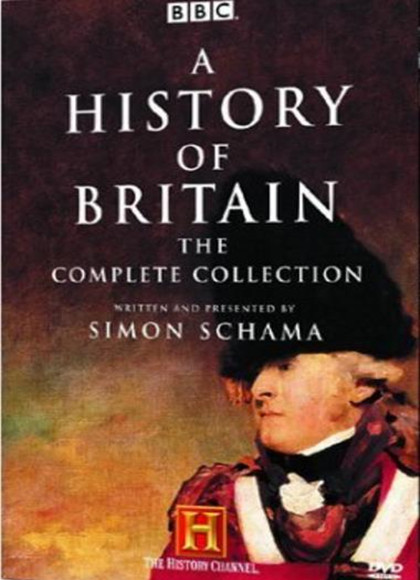 BBC
A
HISTORY
OF
BRITAIN
THE
COMPLETE COLLECTION
WRITTEN AND PRESENTED BY
SIMON SCHAMA
H
THE HISTORY CHANNEL.
DVD